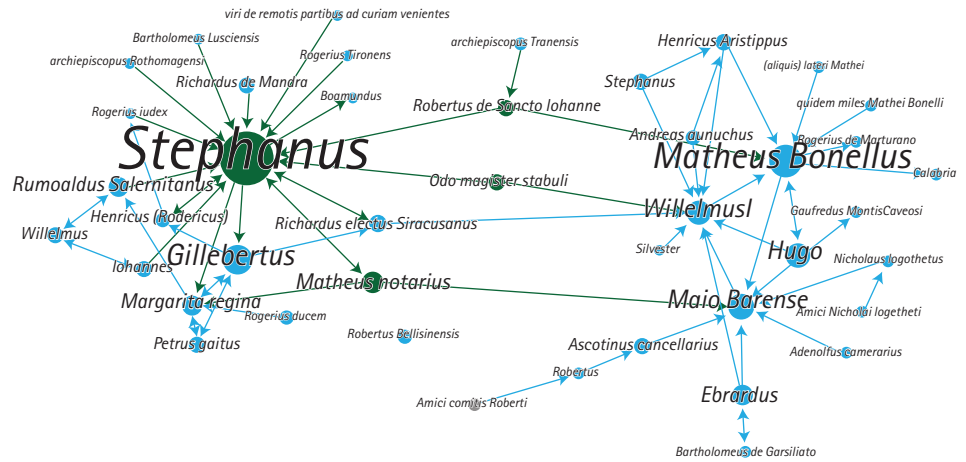 viri de remotis partibus ad curiam venientes
Bartholomeus Lusciensis
archiepiscopus Tranensis
Henricus Aristippus
archiepiscopus Rothomagensi
Rogerius Tironens
(aliquis) lateri Mathei
Richardus de Mandra
Stephanus
Boamundus
quidem miles Mathei Bonelli
Rogerius iudex
Robertus de Sancto Iohanne
Andreas aunuchus
Rogerius de Marturano
Stephanus
Matheus Bonellus
Calabria
Rumoaldus Salernitanus
Odo magister stabuli
Henricus (Rodericus)
Richardus electus Siracusanus
Willelmusl
Gaufredus MontisCaveosi
Willelmus
Gillebertus
Silvester
Hugo
Nicholaus logothetus
Iohannes
Matheus notarius
Margarita regina
Maio Barense
Rogerius ducem
Amici Nicholai logetheti
Robertus Bellisinensis
Petrus gaitus
Ascotinus cancellarius
Adenolfus camerarius
Robertus
Ebrardus
Amici comitis Roberti
Bartholomeus de Garsiliato